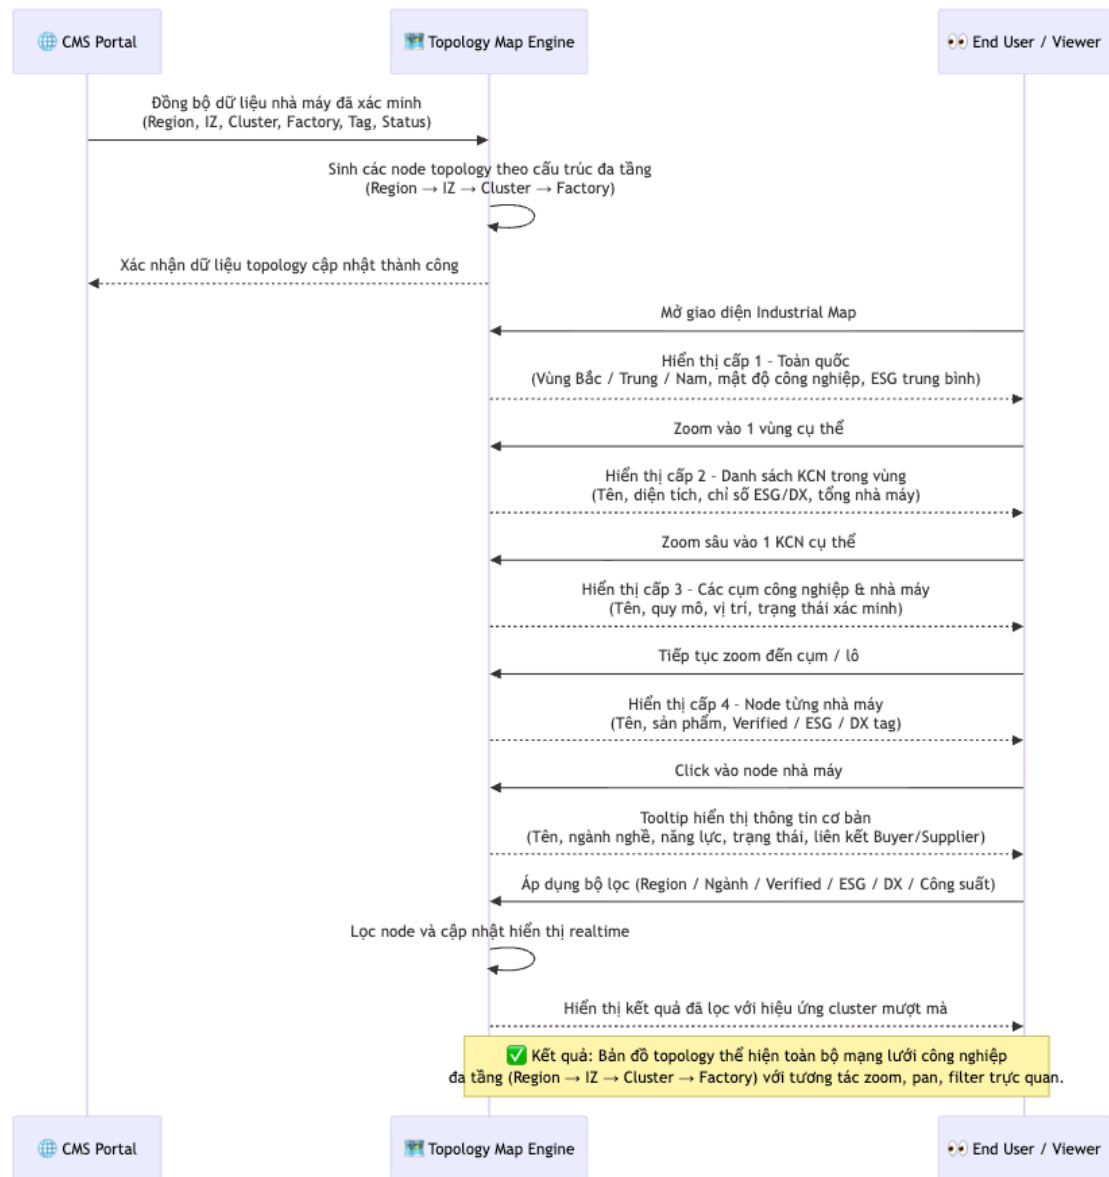 🌐 CMS Portal
🗺️ Topology Map Engine
👀 End User / Viewer
Đồng bộ dữ liệu nhà máy đã xác minh
(Region, IZ, Cluster, Factory, Tag, Status)
Sinh các node topology theo cấu trúc đa tầng
(Region → IZ → Cluster → Factory)
Xác nhận dữ liệu topology cập nhật thành công
Mở giao diện Industrial Map
Hiển thị cấp 1 - Toàn quốc
(Vùng Bắc / Trung / Nam, mật độ công nghiệp, ESG trung bình)
Zoom vào 1 vùng cụ thể
Hiển thị cấp 2 - Danh sách KCN trong vùng
(Tên, diện tích, chỉ số ESG/DX, tổng nhà máy)
Zoom sâu vào 1 KCN cụ thể
Hiển thị cấp 3 - Các cụm công nghiệp & nhà máy
(Tên, quy mô, vị trí, trạng thái xác minh)
Tiếp tục zoom đến cụm / lô
Hiển thị cấp 4 - Node từng nhà máy
(Tên, sản phẩm, Verified / ESG / DX tag)
Click vào node nhà máy
Tooltip hiển thị thông tin cơ bản
(Tên, ngành nghề, năng lực, trạng thái, liên kết Buyer/Supplier)
Áp dụng bộ lọc (Region / Ngành / Verified / ESG / DX / Công suất)
Lọc node và cập nhật hiển thị realtime
Hiển thị kết quả đã lọc với hiệu ứng cluster mượt mà
✅ Kết quả: Bản đồ topology thể hiện toàn bộ mạng lưới công nghiệp
đa tầng (Region → IZ → Cluster → Factory) với tương tác zoom, pan, filter trực quan.
🌐 CMS Portal
🗺️ Topology Map Engine
👀 End User / Viewer